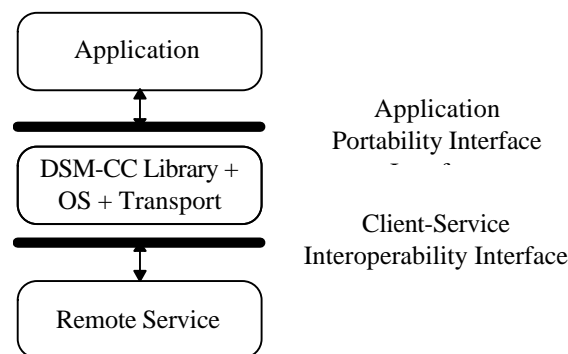 Application
Application
Portability Interface
DSM-CC Library +
OS + Transport
Client-Service
Interoperability Interface
Remote Service